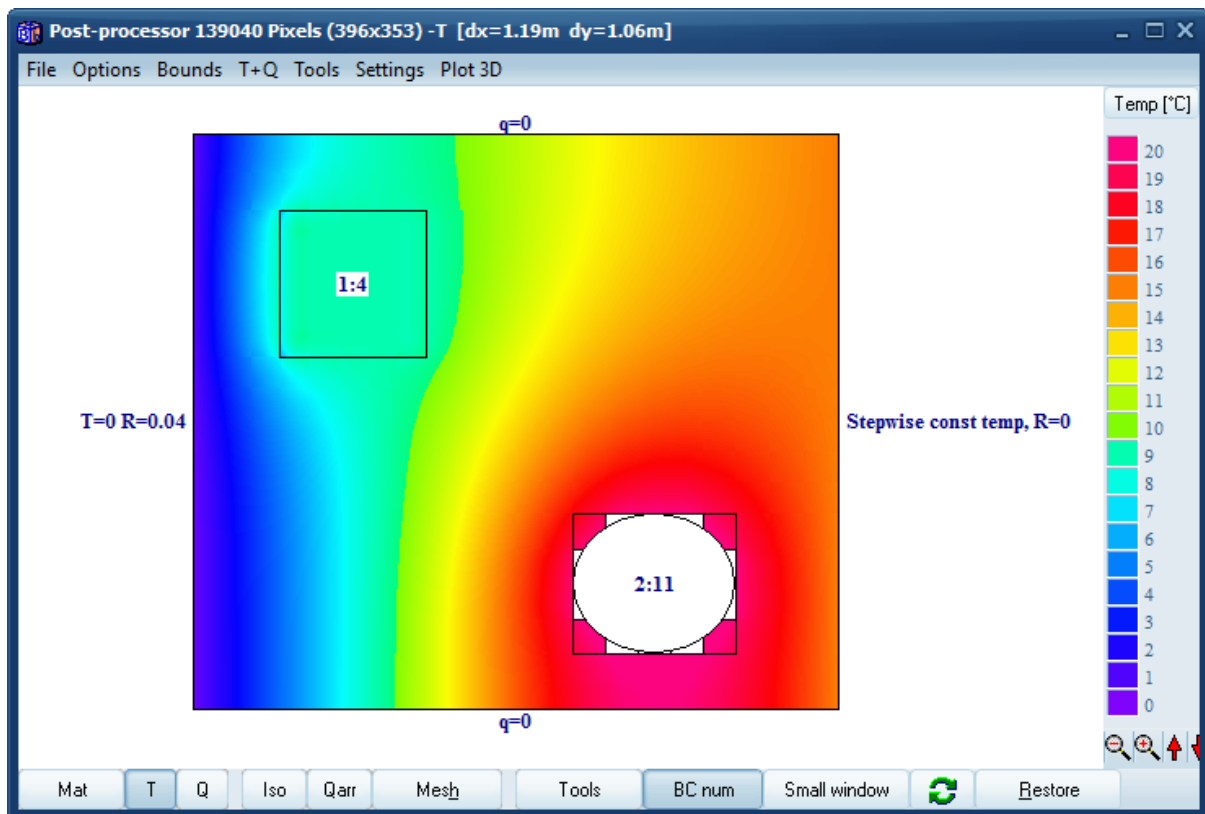 Post-processor 139040 Pixels (396x353) -T [dx=1.19m dy=1.06m]
File Options Bounds T+Q Tools Settings Plot 3D
Temp [°C]
q=0
20
19
18
17
16
15
14
13
12
11
10
9
8
7
6
5
4
3
2
1
0
1:4
T=0 R=0.04
Stepwise const temp, R=0
2:11
q=0
Mat T Q Iso Qarr Mesh Tools BC num Small window Restore